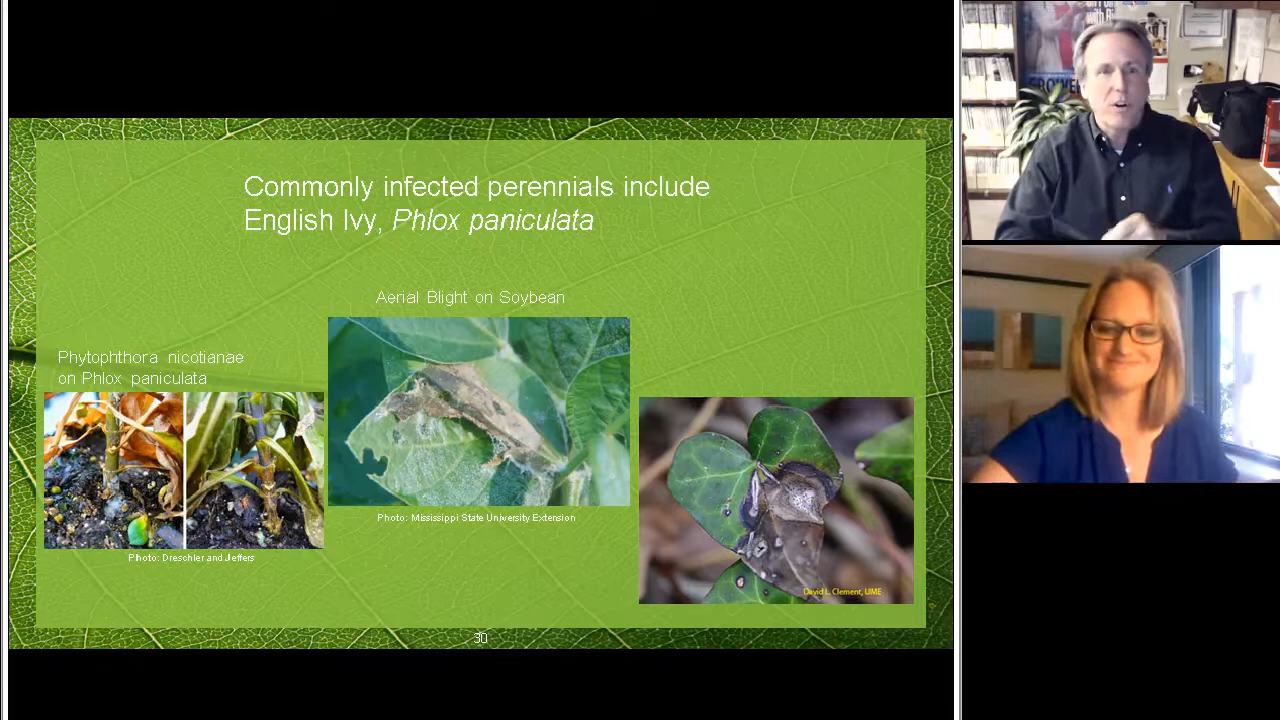 Commonly infected perennials include
English Ivy, Phlox paniculata
Aerial Blight on Soybean
Phytophthora nicotianae
on Phlox paniculata
Photo: Mississippi State University Extension
Photo: Dreschler and Jeffers
David L. Clement, UME
30